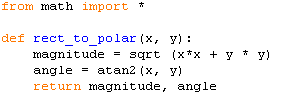 from math import *
def rect_to_polar(x, y):
    magnitude = sqrt (x*x + y * y)
    angle = atan2(x, y)
    return magnitude, angle